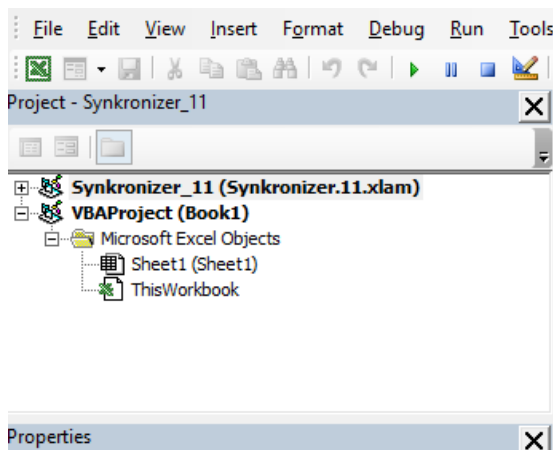 File Edit View Insert Format Debug Run Tools
Project - Synkronizer_11
Synkronizer_11 (Synkronizer.11.xlam)
VBAProject (Book1)
Microsoft Excel Objects
Sheet1 (Sheet1)
ThisWorkbook
Properties